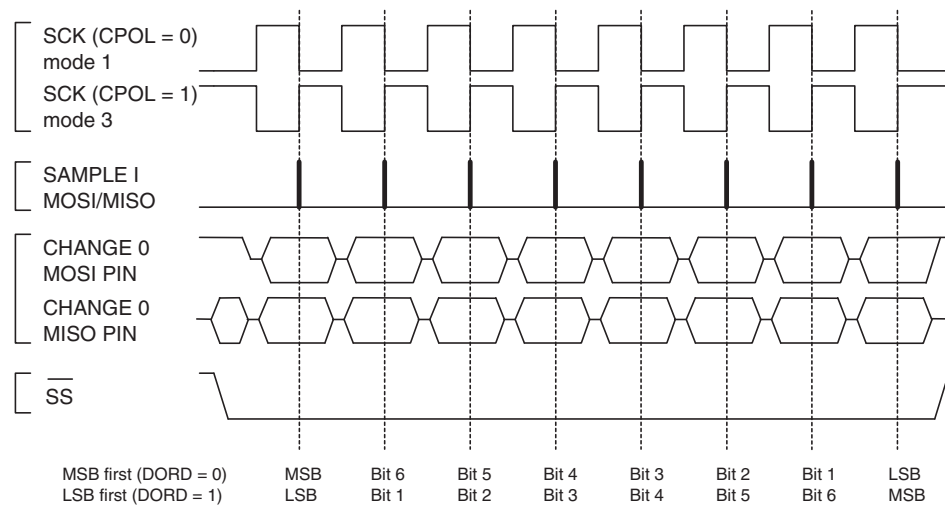 SCK (CPOL = 0)
mode 1
SCK (CPOL = 1)
mode 3
SAMPLE I
MOSI/MISO
CHANGE 0
MOSI PIN
CHANGE 0
MISO PIN
SS
MSB first (DORD = 0) MSB Bit 6 Bit 5 Bit 4 Bit 3 Bit 2 Bit 1 LSB
LSB first (DORD = 1) LSB Bit 1 Bit 2 Bit 3 Bit 4 Bit 5 Bit 6 MSB